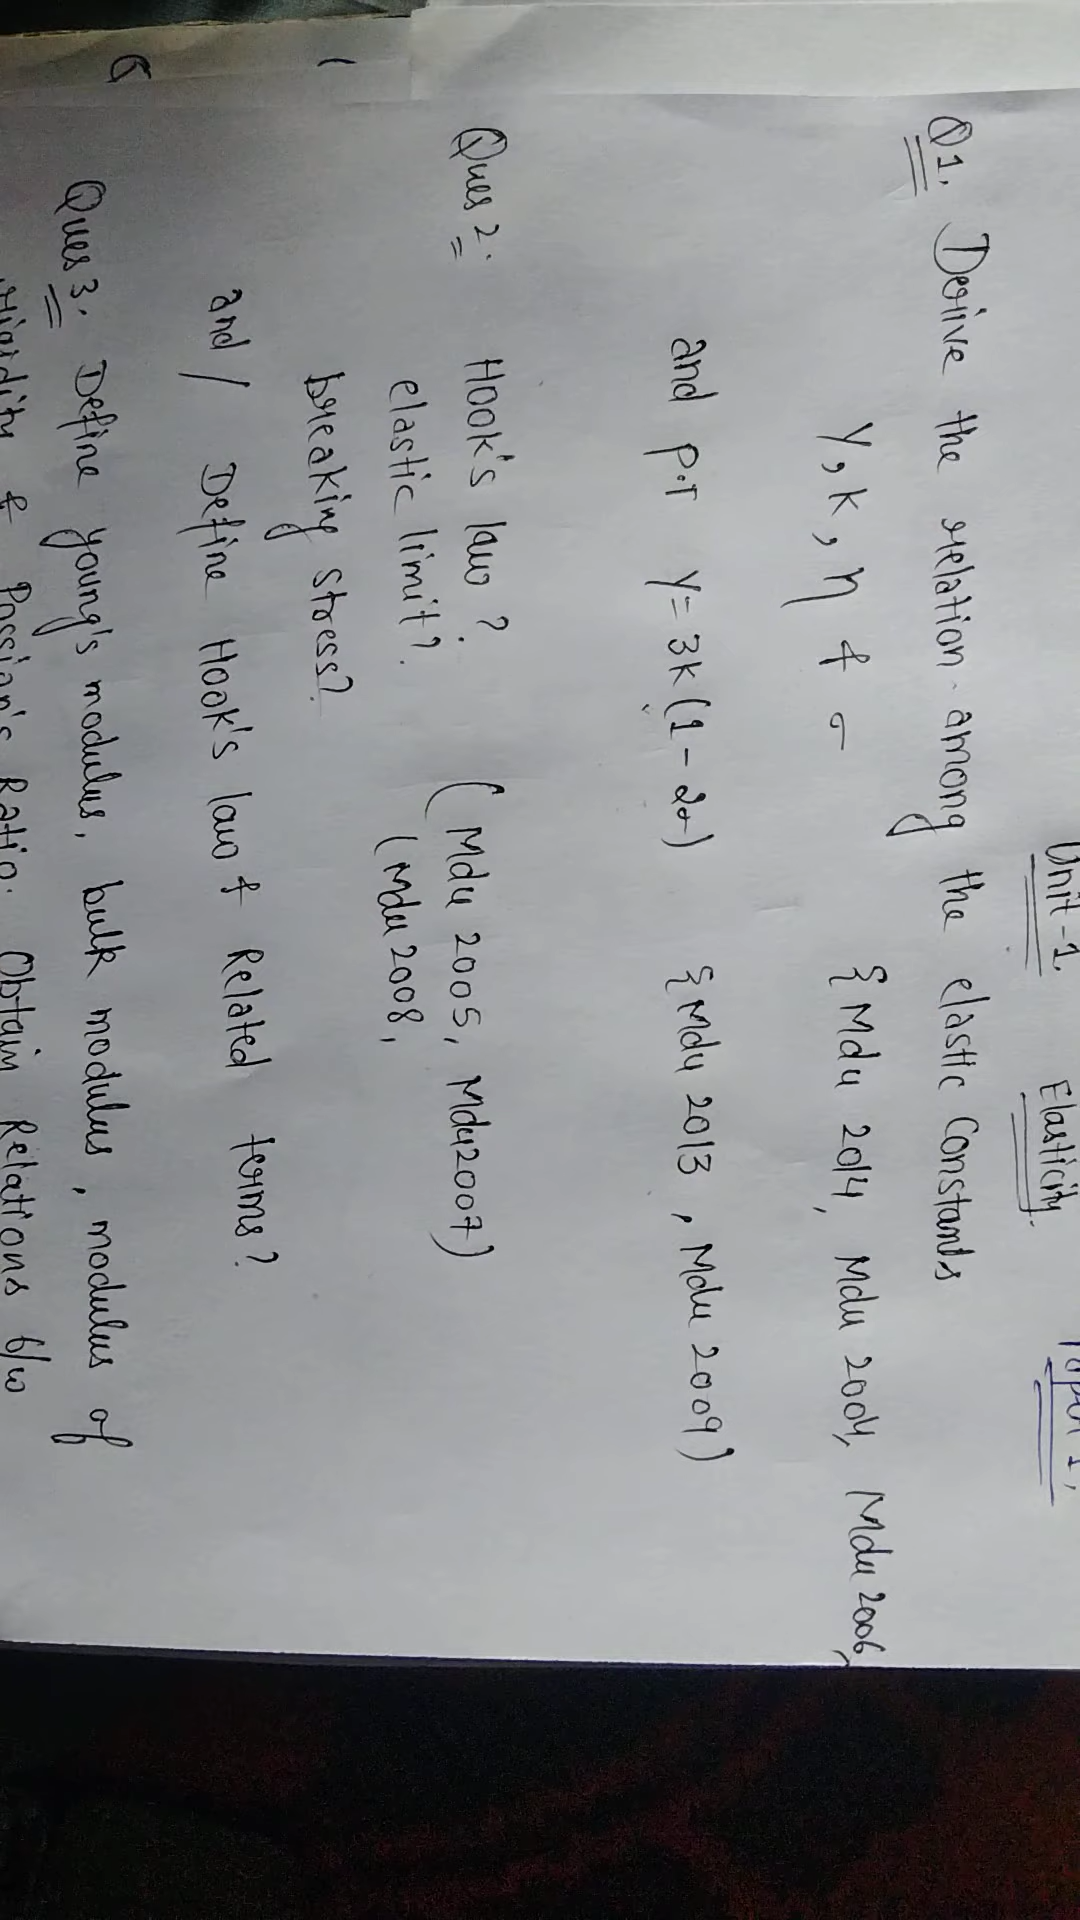 Unit-1. Elasticity
Q1. Derive the relation among the elastic Constants
Y, K, η & σ {Mdu 2014, Mdu 2004, Mdu 2006,
and P.T Y = 3K (1-2σ) {Mdu 2013, Mdu 2009)
Ques 2. Hook's law? (Mdu 2005, Mdu2007)
elastic limit? (Mdu 2008,
breaking stress?
and / Define Hook's law & Related terms?
Ques 3. Define young's modulus, bulk modulus, modulus of
Obtain Relations b/w